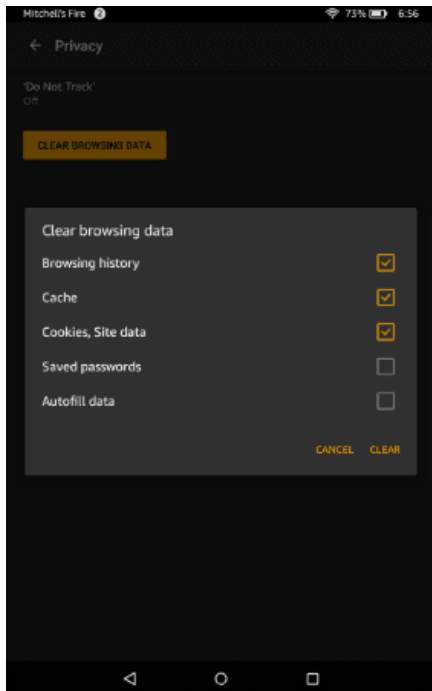 Mitchell's Fire 2 73% 6:56
← Privacy
'Do Not Track'
Off
CLEAR BROWSING DATA
Clear browsing data
Browsing history
Cache
Cookies, Site data
Saved passwords
Autofill data
CANCEL CLEAR